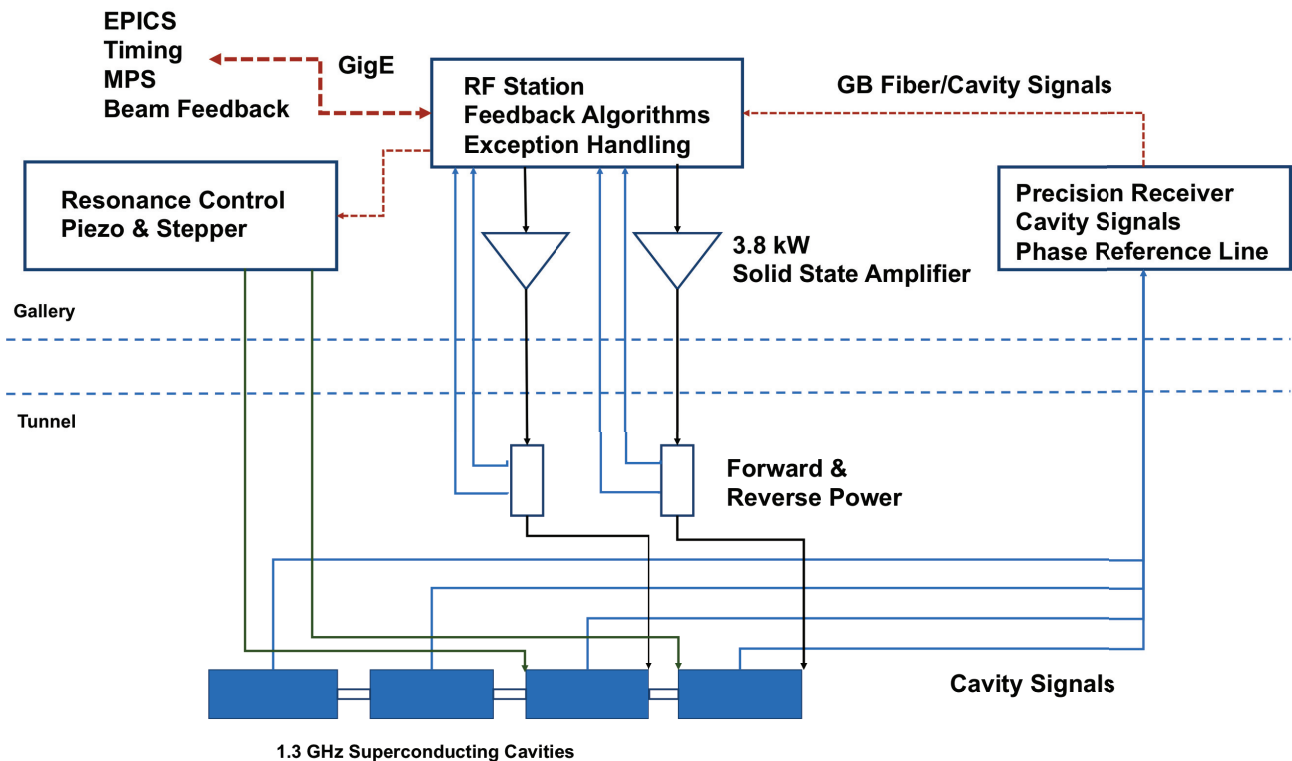 EPICS
Timing
MPS
Beam Feedback
GigE
RF Station
Feedback Algorithms
Exception Handling
GB Fiber/Cavity Signals
Resonance Control
Piezo & Stepper
3.8 kW
Solid State Amplifier
Precision Receiver
Cavity Signals
Phase Reference Line
Gallery
Tunnel
Forward &
Reverse Power
Cavity Signals
1.3 GHz Superconducting Cavities